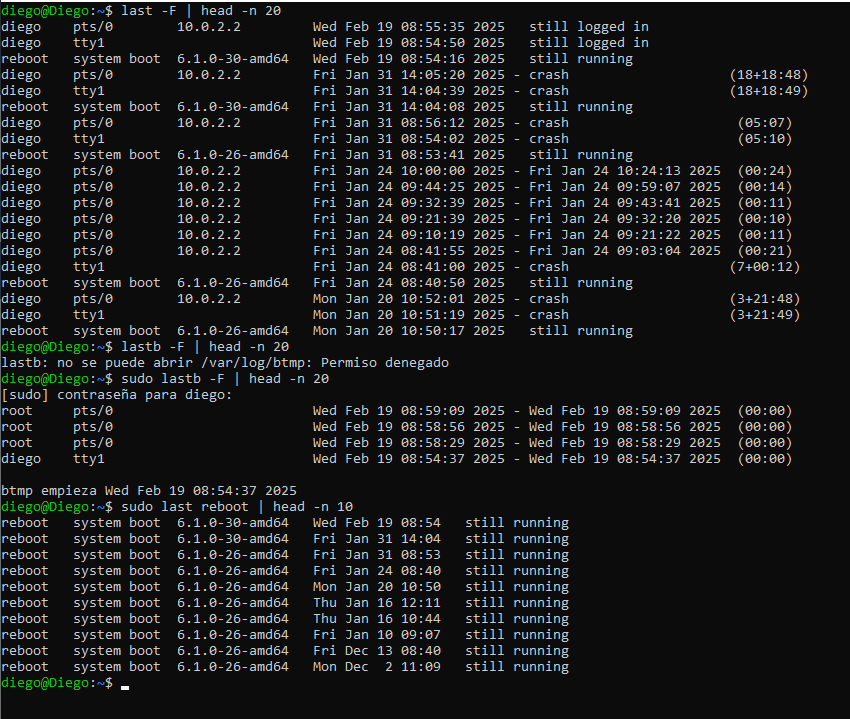 diego@Diego:~$ last -F | head -n 20
diego    pts/0        10.0.2.2         Wed Feb 19 08:55:35 2025   still logged in
diego    tty1                          Wed Feb 19 08:54:50 2025   still logged in
reboot   system boot  6.1.0-30-amd64   Wed Feb 19 08:54:16 2025   still running
diego    pts/0        10.0.2.2         Fri Jan 31 14:05:20 2025 - crash                    (18+18:48)
diego    tty1                          Fri Jan 31 14:04:39 2025 - crash                    (18+18:49)
reboot   system boot  6.1.0-30-amd64   Fri Jan 31 14:04:08 2025   still running
diego    pts/0        10.0.2.2         Fri Jan 31 08:56:12 2025 - crash                     (05:07)
diego    tty1                          Fri Jan 31 08:54:02 2025 - crash                     (05:10)
reboot   system boot  6.1.0-26-amd64   Fri Jan 31 08:53:41 2025   still running
diego    pts/0        10.0.2.2         Fri Jan 24 10:00:00 2025 - Fri Jan 24 10:24:13 2025  (00:24)
diego    pts/0        10.0.2.2         Fri Jan 24 09:44:25 2025 - Fri Jan 24 09:59:07 2025  (00:14)
diego    pts/0        10.0.2.2         Fri Jan 24 09:32:39 2025 - Fri Jan 24 09:43:41 2025  (00:11)
diego    pts/0        10.0.2.2         Fri Jan 24 09:21:39 2025 - Fri Jan 24 09:32:20 2025  (00:10)
diego    pts/0        10.0.2.2         Fri Jan 24 09:10:19 2025 - Fri Jan 24 09:21:22 2025  (00:11)
diego    pts/0        10.0.2.2         Fri Jan 24 08:41:55 2025 - Fri Jan 24 09:03:04 2025  (00:21)
diego    tty1                          Fri Jan 24 08:41:00 2025 - crash                    (7+00:12)
reboot   system boot  6.1.0-26-amd64   Fri Jan 24 08:40:50 2025   still running
diego    pts/0        10.0.2.2         Mon Jan 20 10:52:01 2025 - crash                    (3+21:48)
diego    tty1                          Mon Jan 20 10:51:19 2025 - crash                    (3+21:49)
reboot   system boot  6.1.0-26-amd64   Mon Jan 20 10:50:17 2025   still running
diego@Diego:~$ lastb -F | head -n 20
lastb: no se puede abrir /var/log/btmp: Permiso denegado
diego@Diego:~$ sudo lastb -F | head -n 20
[sudo] contraseña para diego:
root     pts/0                         Wed Feb 19 08:59:09 2025 - Wed Feb 19 08:59:09 2025  (00:00)
root     pts/0                         Wed Feb 19 08:58:56 2025 - Wed Feb 19 08:58:56 2025  (00:00)
root     pts/0                         Wed Feb 19 08:58:29 2025 - Wed Feb 19 08:58:29 2025  (00:00)
diego    tty1                          Wed Feb 19 08:54:37 2025 - Wed Feb 19 08:54:37 2025  (00:00)

btmp empieza Wed Feb 19 08:54:37 2025
diego@Diego:~$ sudo last reboot | head -n 10
reboot   system boot  6.1.0-30-amd64   Wed Feb 19 08:54   still running
reboot   system boot  6.1.0-30-amd64   Fri Jan 31 14:04   still running
reboot   system boot  6.1.0-26-amd64   Fri Jan 31 08:53   still running
reboot   system boot  6.1.0-26-amd64   Fri Jan 24 08:40   still running
reboot   system boot  6.1.0-26-amd64   Mon Jan 20 10:50   still running
reboot   system boot  6.1.0-26-amd64   Thu Jan 16 12:11   still running
reboot   system boot  6.1.0-26-amd64   Thu Jan 16 10:44   still running
reboot   system boot  6.1.0-26-amd64   Fri Jan 10 09:07   still running
reboot   system boot  6.1.0-26-amd64   Fri Dec 13 08:40   still running
reboot   system boot  6.1.0-26-amd64   Mon Dec  2 11:09   still running
diego@Diego:~$